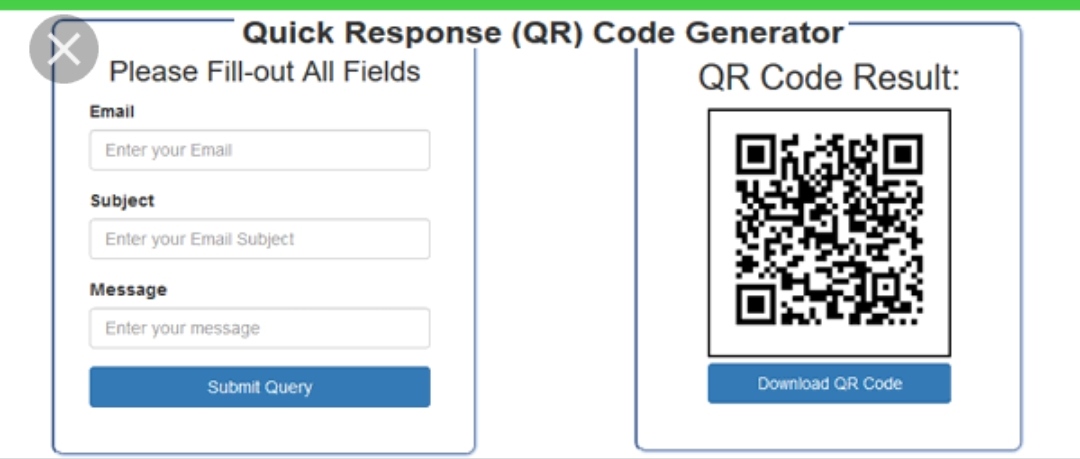 Quick Response (QR) Code Generator
Please Fill-out All Fields
Email
Enter your Email
Subject
Enter your Email Subject
Message
Enter your message
Submit Query
QR Code Result:
Download QR Code